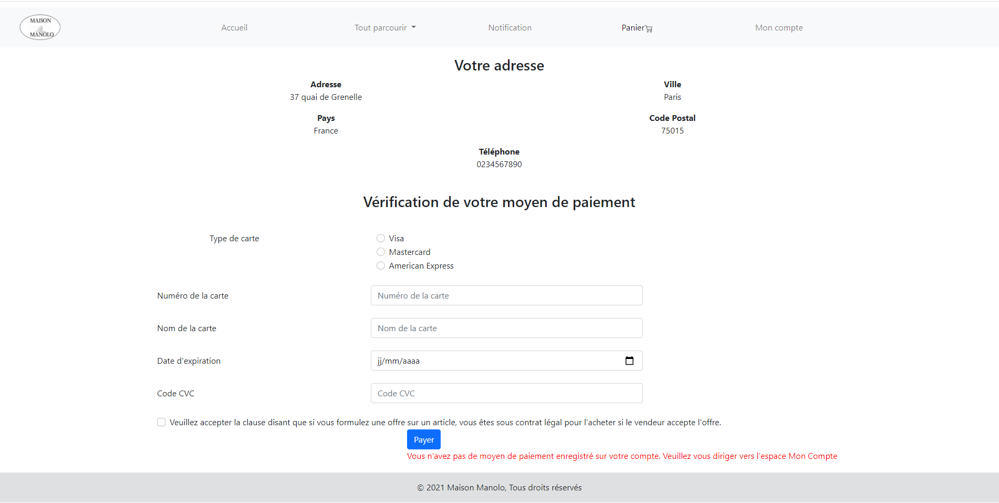 MAISON
MANOLO
Accueil
Tout parcourir
Notification
Panier
Mon compte
Votre adresse
Adresse
37 quai de Grenelle
Ville
Paris
Pays
France
Code Postal
75015
Téléphone
0234567890
Vérification de votre moyen de paiement
Type de carte
Visa
Mastercard
American Express
Numéro de la carte
Numéro de la carte
Nom de la carte
Nom de la carte
Date d'expiration
jj/mm/aaaa
Code CVC
Code CVC
Veuillez accepter la clause disant que si vous formulez une offre sur un article, vous êtes sous contrat légal pour l'acheter si le vendeur accepte l'offre.
Payer
Vous n'avez pas de moyen de paiement enregistré sur votre compte. Veuillez vous diriger vers l'espace Mon Compte
© 2021 Maison Manolo, Tous droits réservés